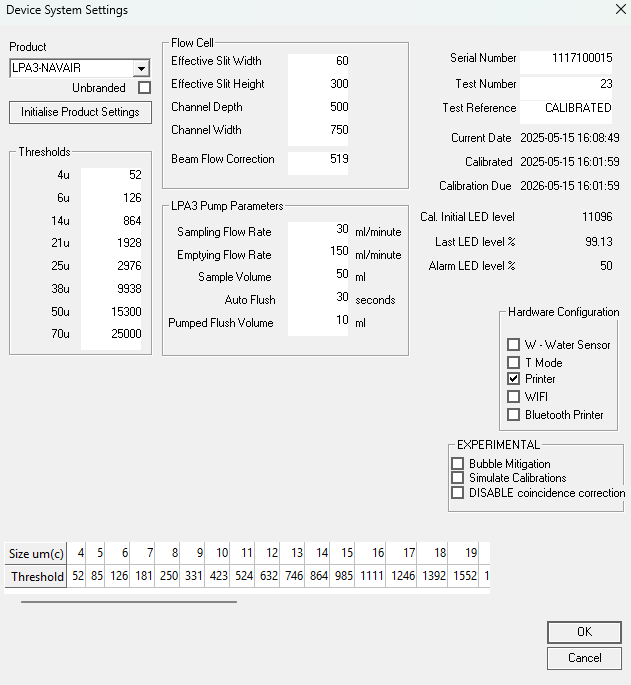 Device System Settings
Product
LPA3-NAVAIR
Unbranded
Initialise Product Settings
Thresholds
4u 52
6u 126
14u 864
21u 1928
25u 2976
38u 9938
50u 15300
70u 25000
Flow Cell
Effective Slit Width 60
Effective Slit Height 300
Channel Depth 500
Channel Width 750
Beam Flow Correction 519
LPA3 Pump Parameters
Sampling Flow Rate 30 ml/minute
Emptying Flow Rate 150 ml/minute
Sample Volume 50 ml
Auto Flush 30 seconds
Pumped Flush Volume 10 ml
Serial Number 1117100015
Test Number 23
Test Reference CALIBRATED
Current Date 2025-05-15 16:08:49
Calibrated 2025-05-15 16:01:59
Calibration Due 2026-05-15 16:01:59
Cal. Initial LED level 11096
Last LED level % 99.13
Alarm LED level % 50
Hardware Configuration
W - Water Sensor
T Mode
Printer
WIFI
Bluetooth Printer
EXPERIMENTAL
Bubble Mitigation
Simulate Calibrations
DISABLE coincidence correction
Size um(c) 4 5 6 7 8 9 10 11 12 13 14 15 16 17 18 19
Threshold 52 85 126 181 250 331 423 524 632 746 864 985 1111 1246 1392 1552 1
OK
Cancel